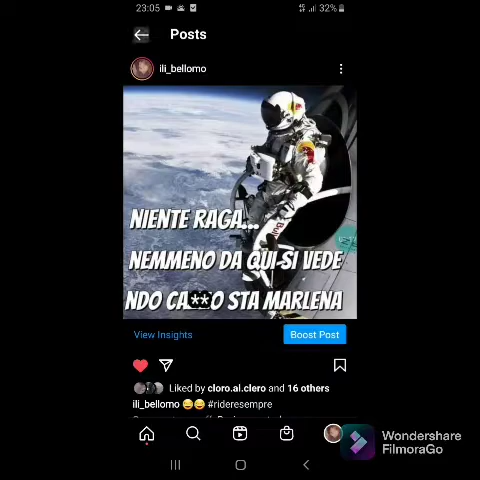 23:05
32%
Posts
ili_bellomo
NIENTE RAGA...
NEMMENO DA QUI SI VEDE
NDO CA**O STA MARLENA
View Insights
Boost Post
Liked by cloro.al.clero and 16 others
ili_bellomo 😂😂 #rideresempre
Wondershare
FilmoraGo